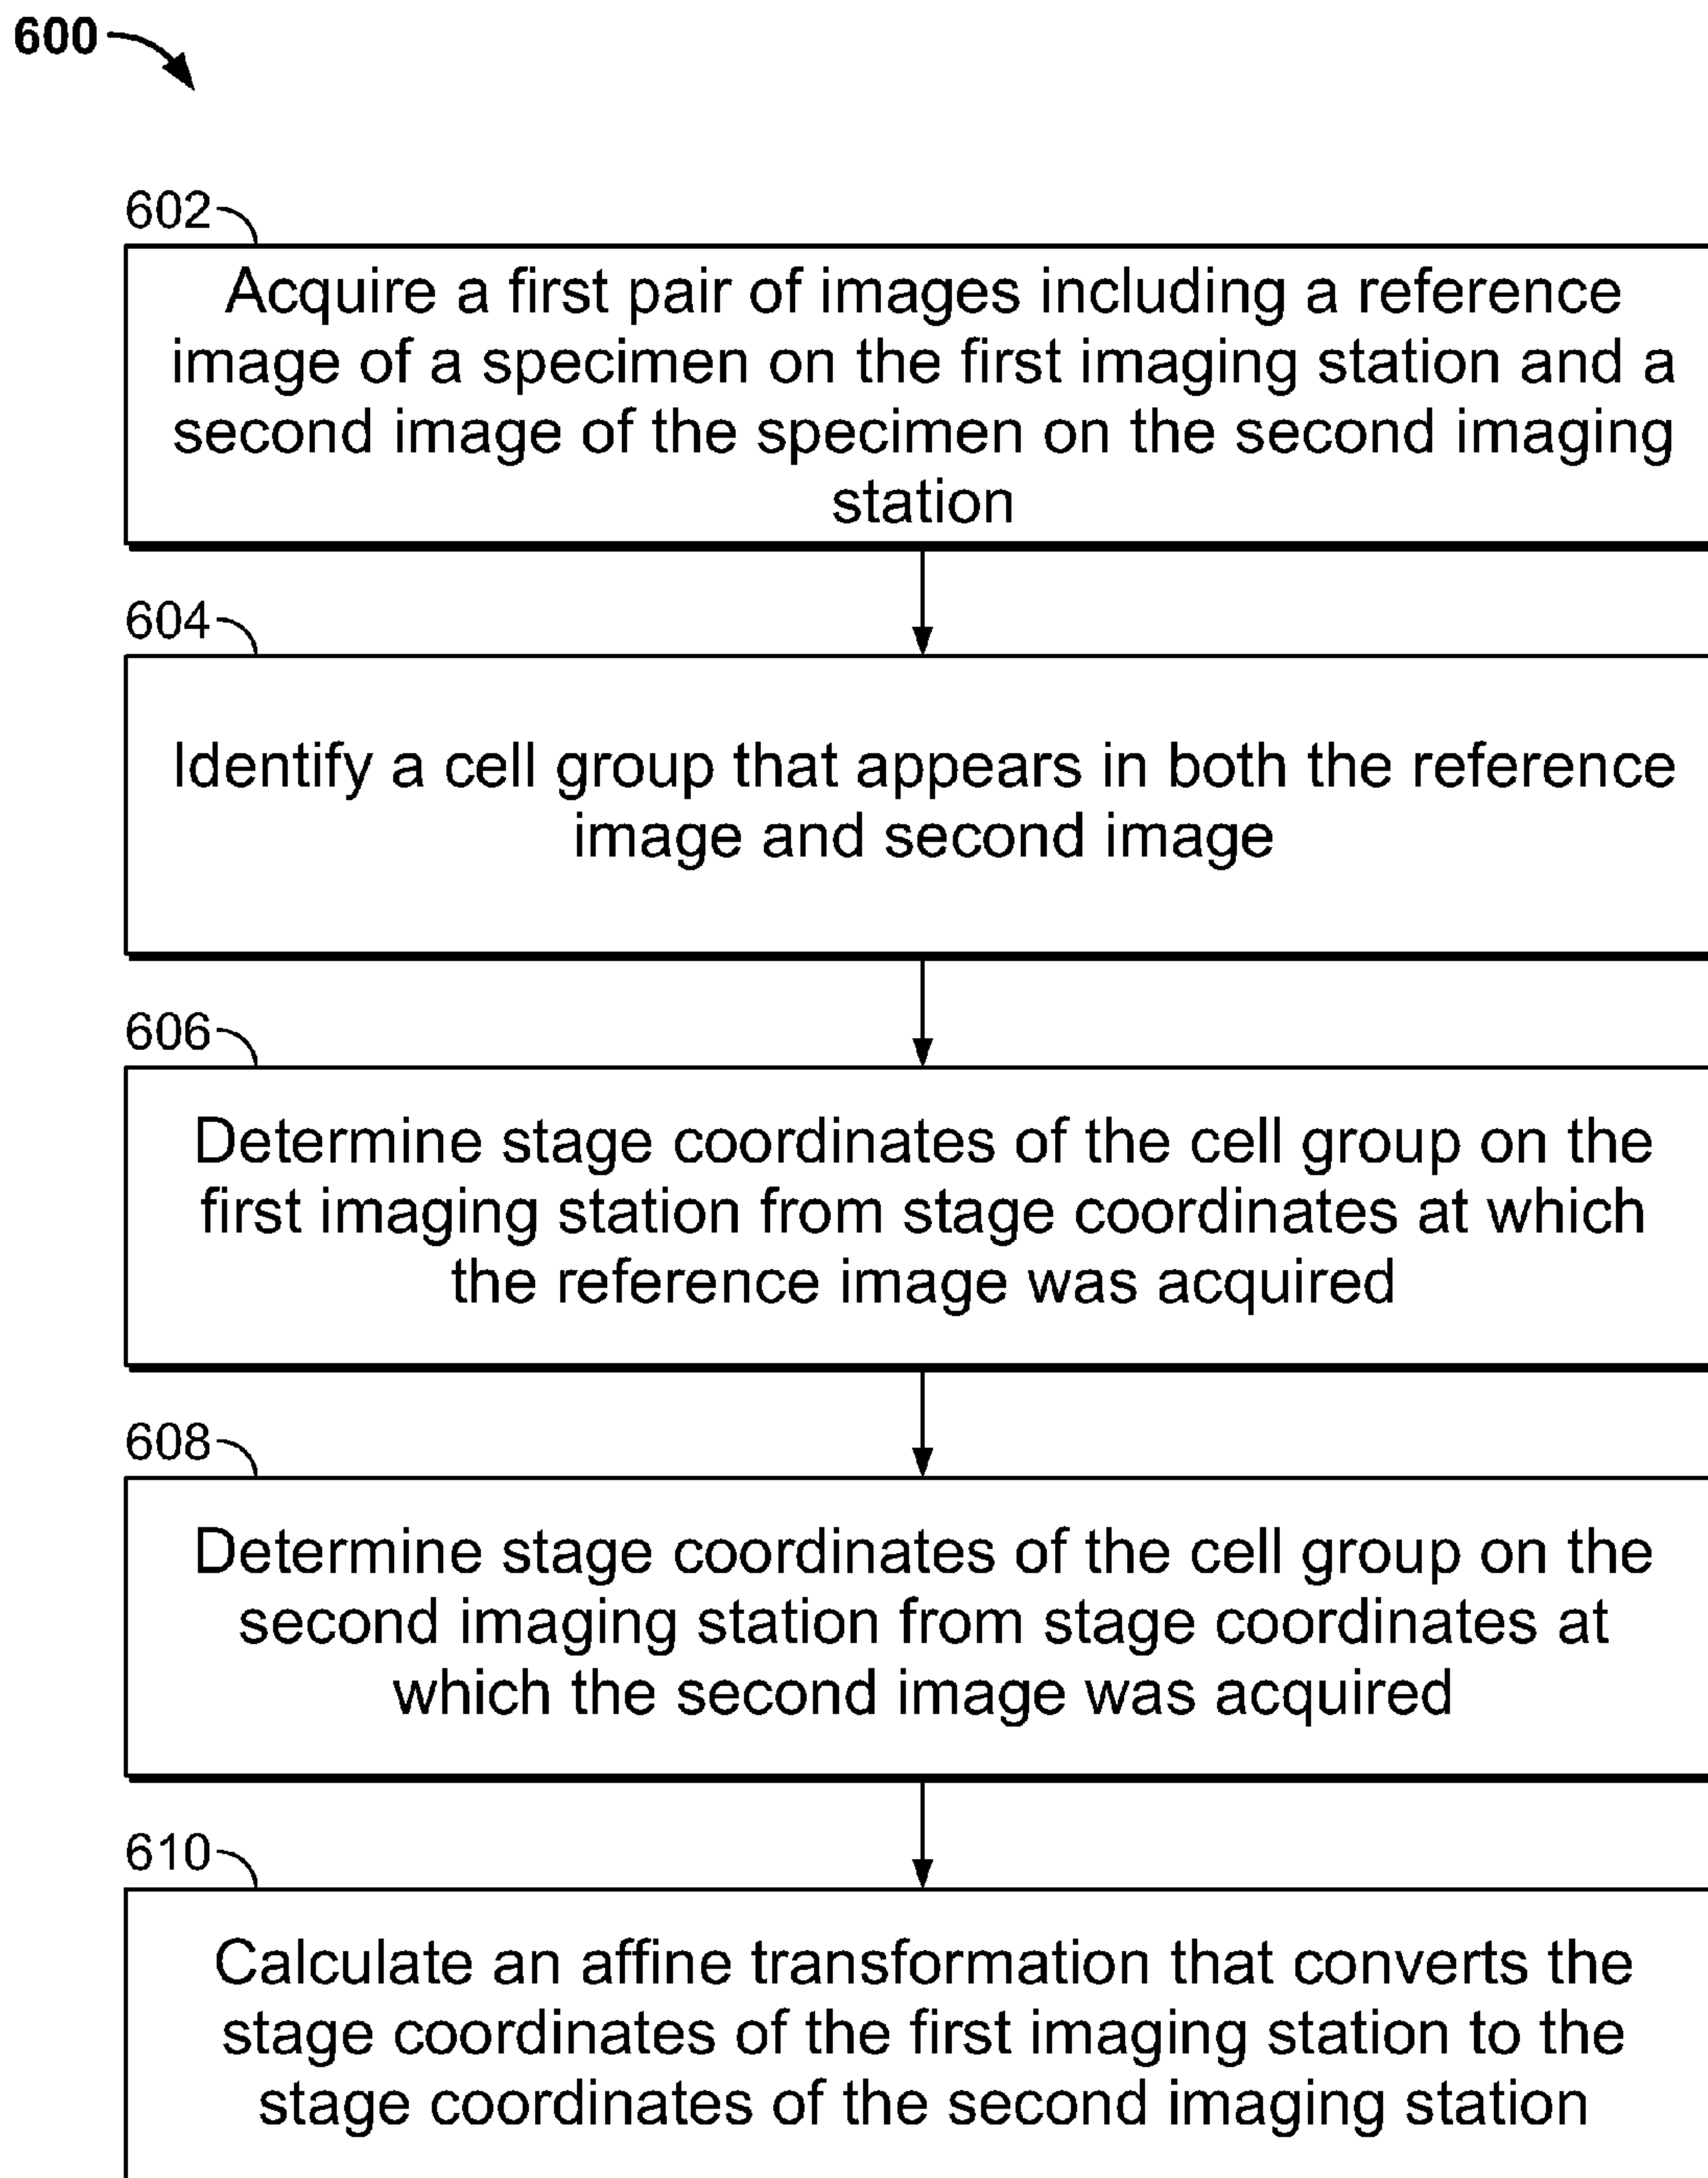 600
602
Acquire a first pair of images including a reference
image of a specimen on the first imaging station and a
second image of the specimen on the second imaging
station
604
Identify a cell group that appears in both the reference
image and second image
606
Determine stage coordinates of the cell group on the
first imaging station from stage coordinates at which
the reference image was acquired
608
Determine stage coordinates of the cell group on the
second imaging station from stage coordinates at
which the second image was acquired
610
Calculate an affine transformation that converts the
stage coordinates of the first imaging station to the
stage coordinates of the second imaging station